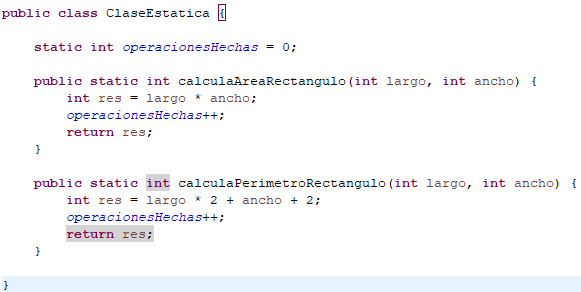 public class ClaseEstatica {
static int operacionesHechas = 0;
public static int calculaAreaRectangulo(int largo, int ancho) {
int res = largo * ancho;
operacionesHechas++;
return res;
}
public static int calculaPerimetroRectangulo(int largo, int ancho) {
int res = largo * 2 + ancho + 2;
operacionesHechas++;
return res;
}
}